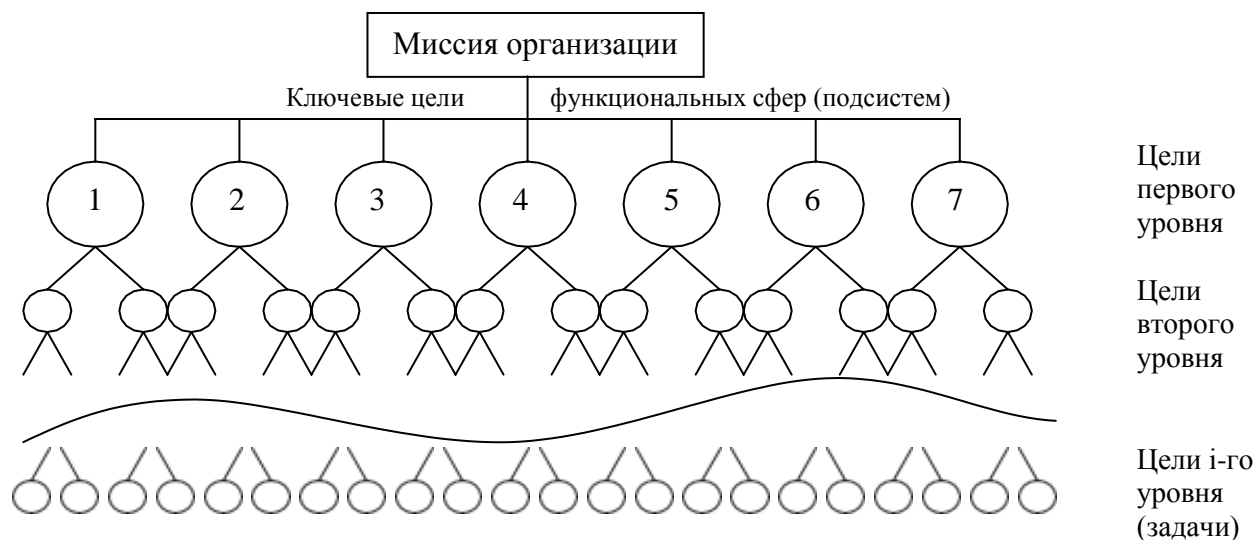 Миссия организации
Ключевые цели функциональных сфер (подсистем)
1 2 3 4 5 6 7
Цели
первого
уровня
Цели
второго
уровня
Цели i-го
уровня
(задачи)